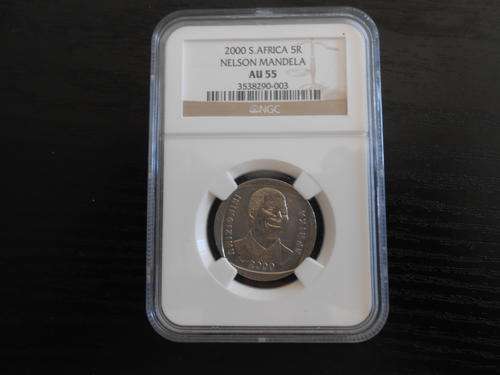 2000 S.AFRICA 5R
NELSON MANDELA
AU 55
3538290-003
NGC
2000